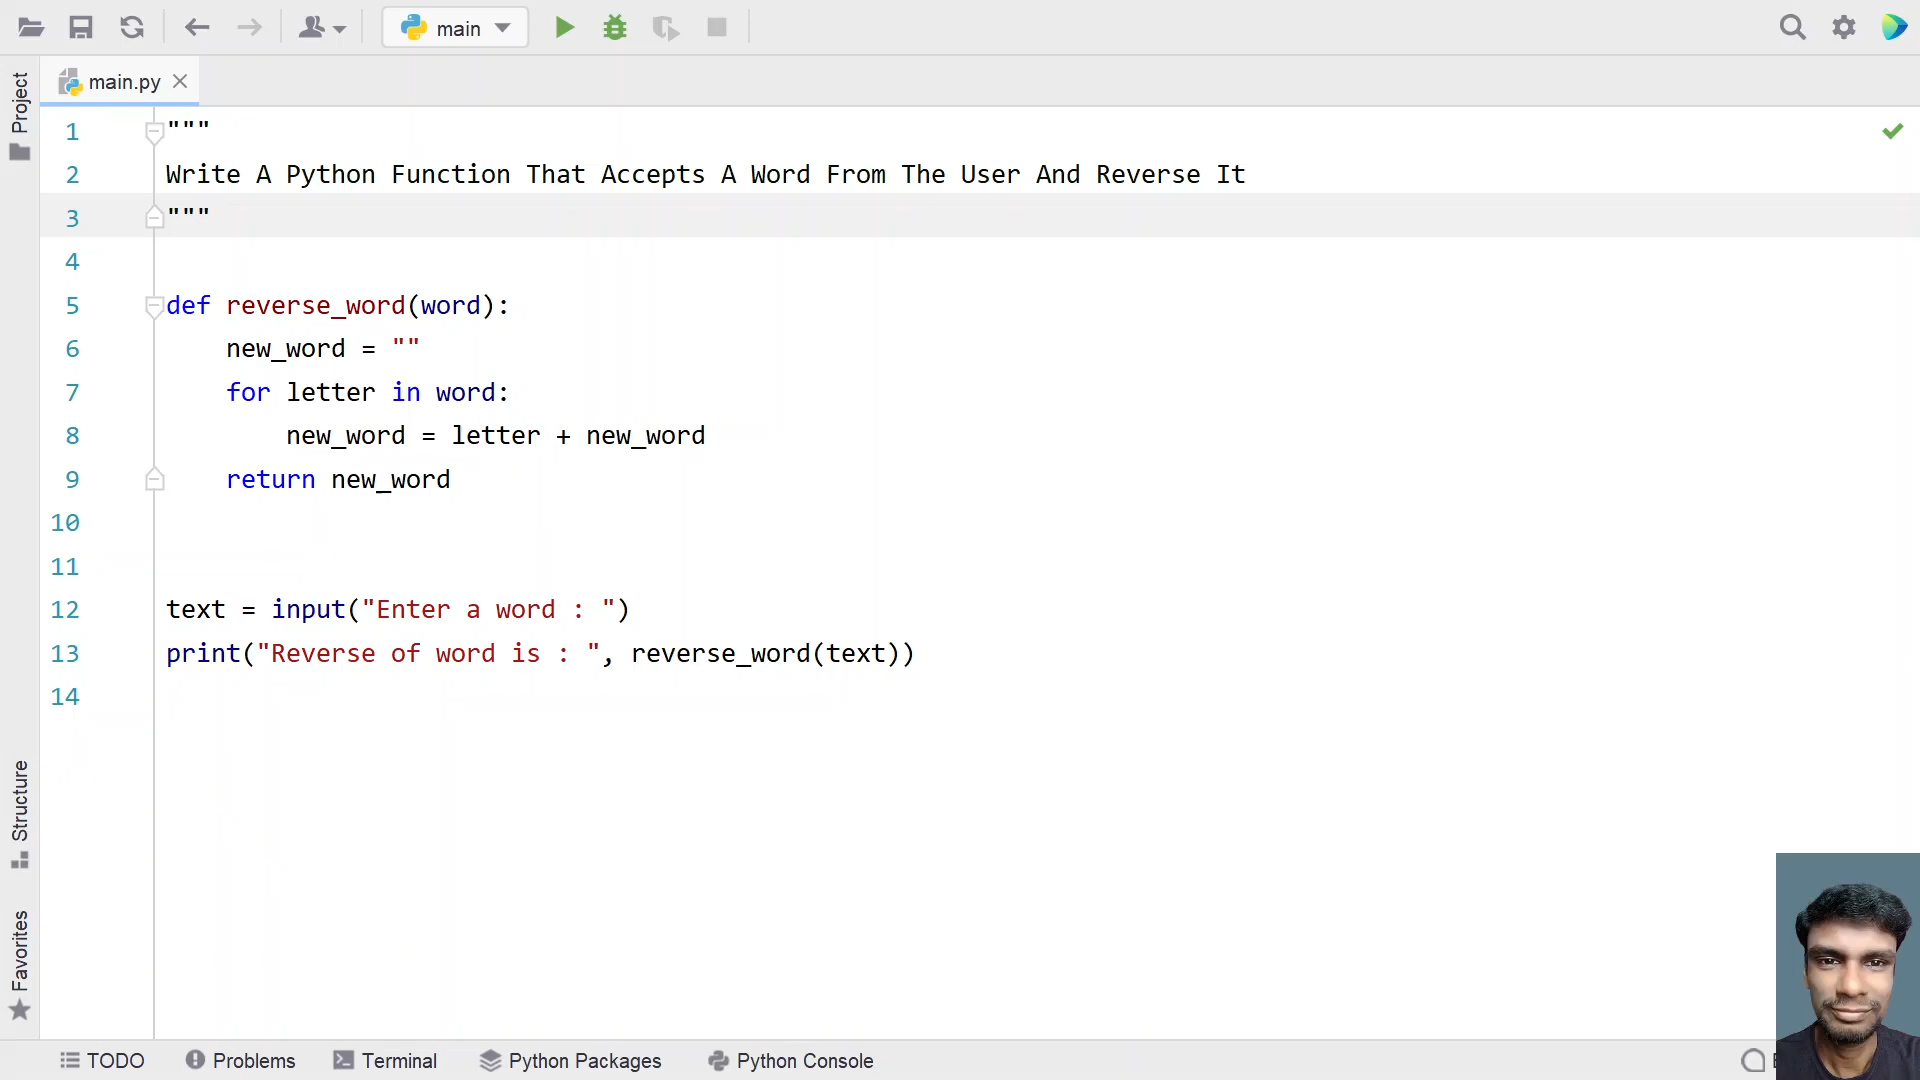 main
main.py
Project
1 """
2 Write A Python Function That Accepts A Word From The User And Reverse It
3 """
4
5 def reverse_word(word):
6     new_word = ""
7     for letter in word:
8         new_word = letter + new_word
9     return new_word
10
11
12 text = input("Enter a word : ")
13 print("Reverse of word is : ", reverse_word(text))
14
Structure
Favorites
TODO Problems Terminal Python Packages Python Console